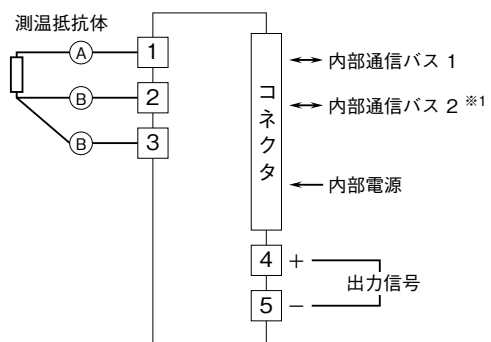 測温抵抗体
A
1
B
2
B
3
コネクタ
内部通信バス 1
内部通信バス 2 ※1
内部電源
4 +
5 −
出力信号